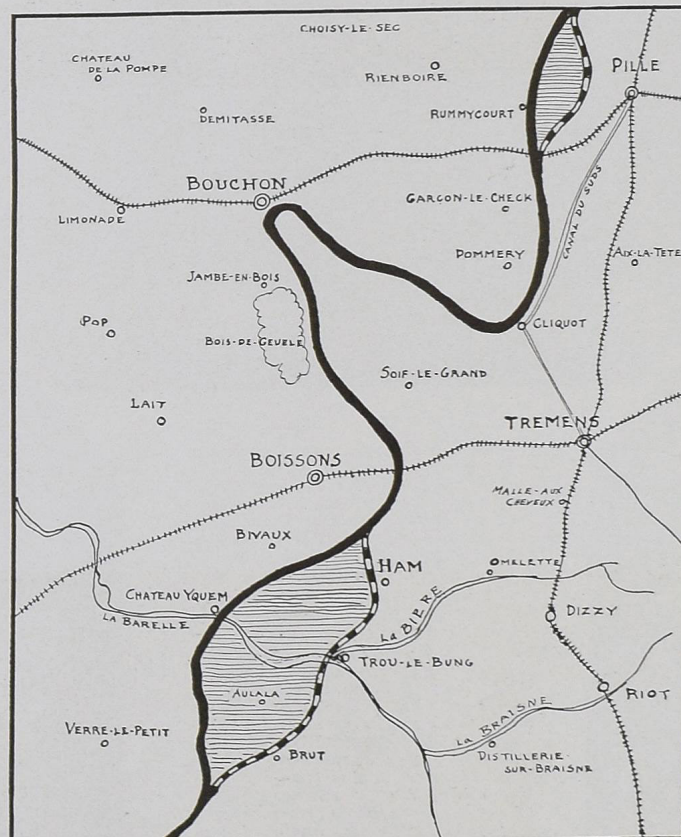 CHOISY-LE-SEC
CHATEAU
DE LA POMPE
RIENBOIRE
PILLE
DEMITASSE
RUMMYCOURT
BOUCHON
GARÇON-LE-CHECK
CANAL DU SUDS
LIMONADE
POMMERY
AIX-LA-TETE
JAMBE-EN-BOIS
POP
BOIS-DE-GEUELE
CLIQUOT
SOIF-LE-GRAND
LAIT
TREMENS
BOISSONS
MALLE-AUX
CHEVEUX
BIVAUX
HAM
OMELETTE
CHATEAU YQUEM
LA BARELLE
LA BIERE
DIZZY
TROU-LE-BUNG
AULALA
RIOT
VERRE-LE-PETIT
LA BRAISNE
BRUT
DISTILLERIE-
SUR-BRAISNE